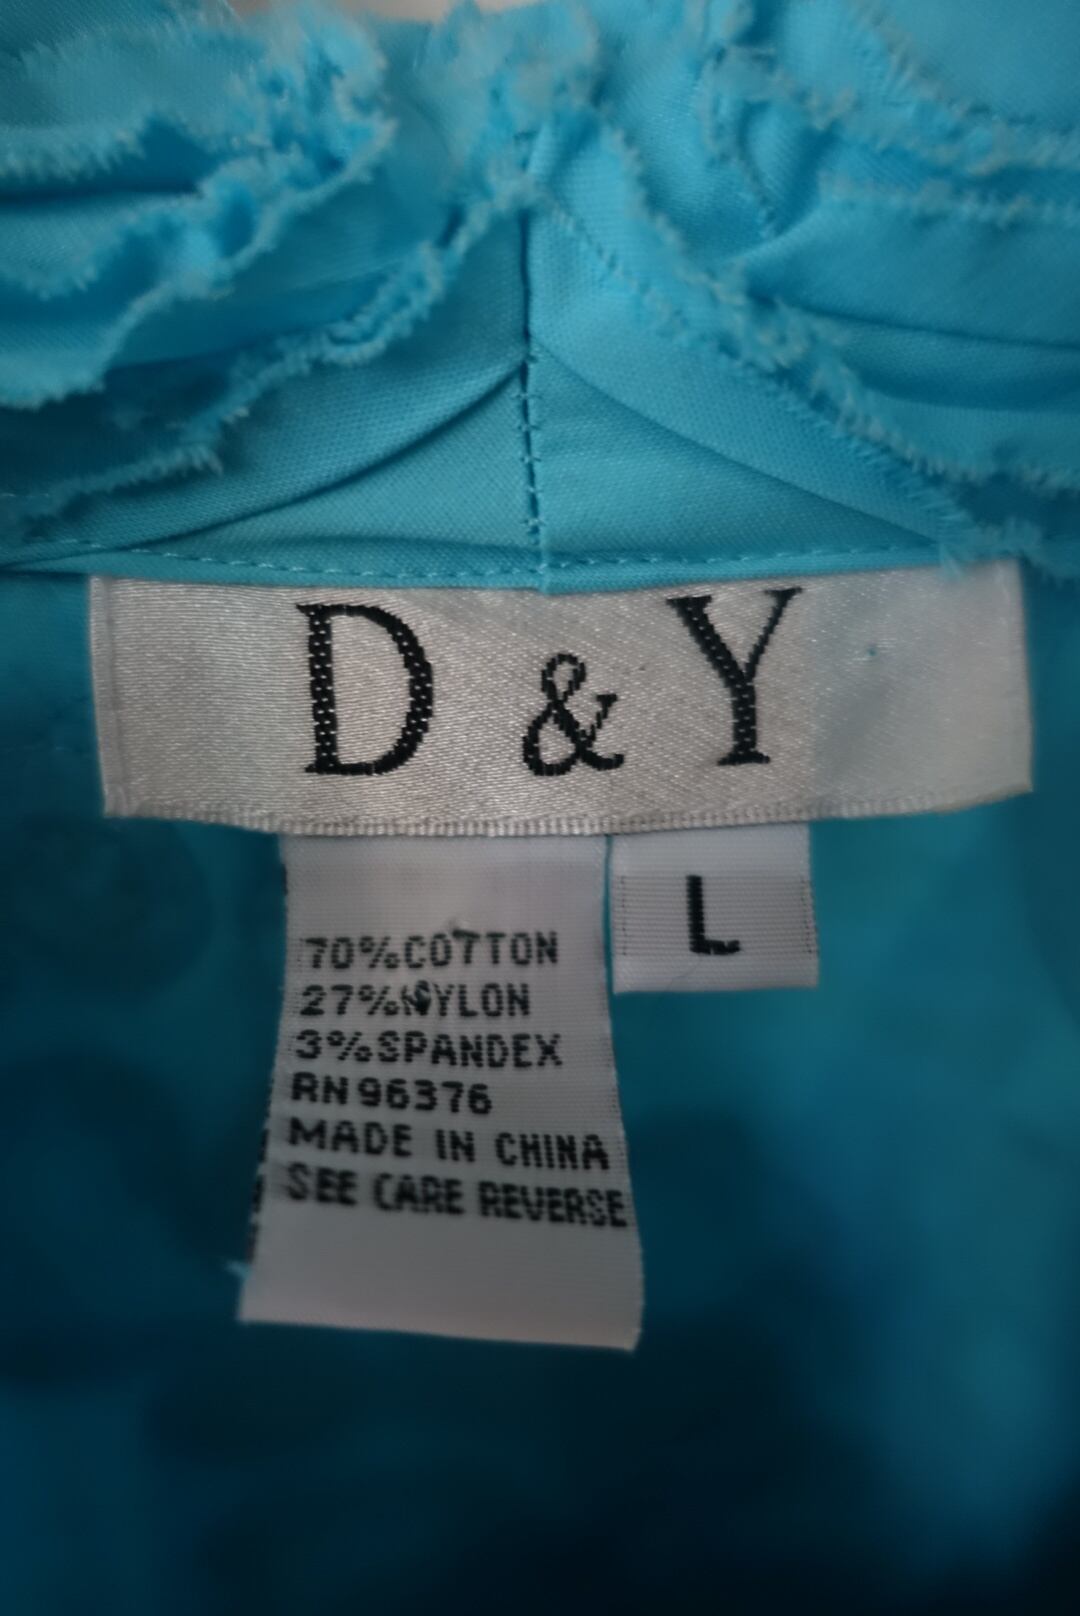 D & Y
L
70%COTTON
27%NYLON
3%SPANDEX
RN96376
MADE IN CHINA
SEE CARE REVERSE